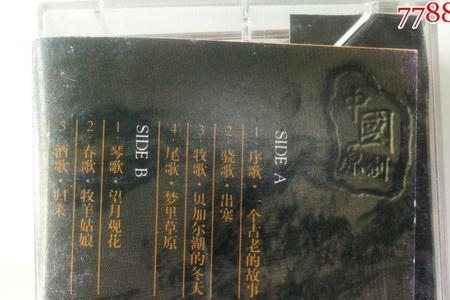 7788
中國
原創
SIDE A
1·序歌·一个古老的故事
2·骁歌·出塞
3·牧歌·贝加尔湖的冬天
4·尾歌·梦里草原
SIDE B
1·琴歌·望月观花
2·春歌·牧羊姑娘
3·酒歌·归来